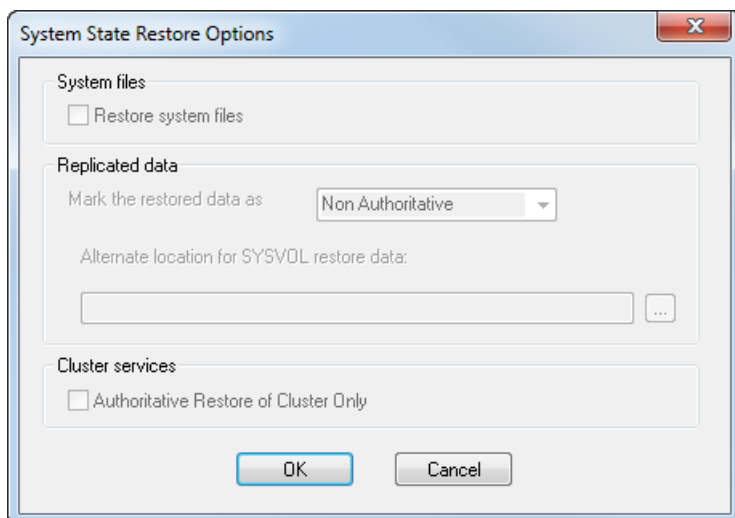 System State Restore Options
System files
Restore system files
Replicated data
Mark the restored data as
Non Authoritative
Alternate location for SYSVOL restore data:
...
Cluster services
Authoritative Restore of Cluster Only
OK
Cancel